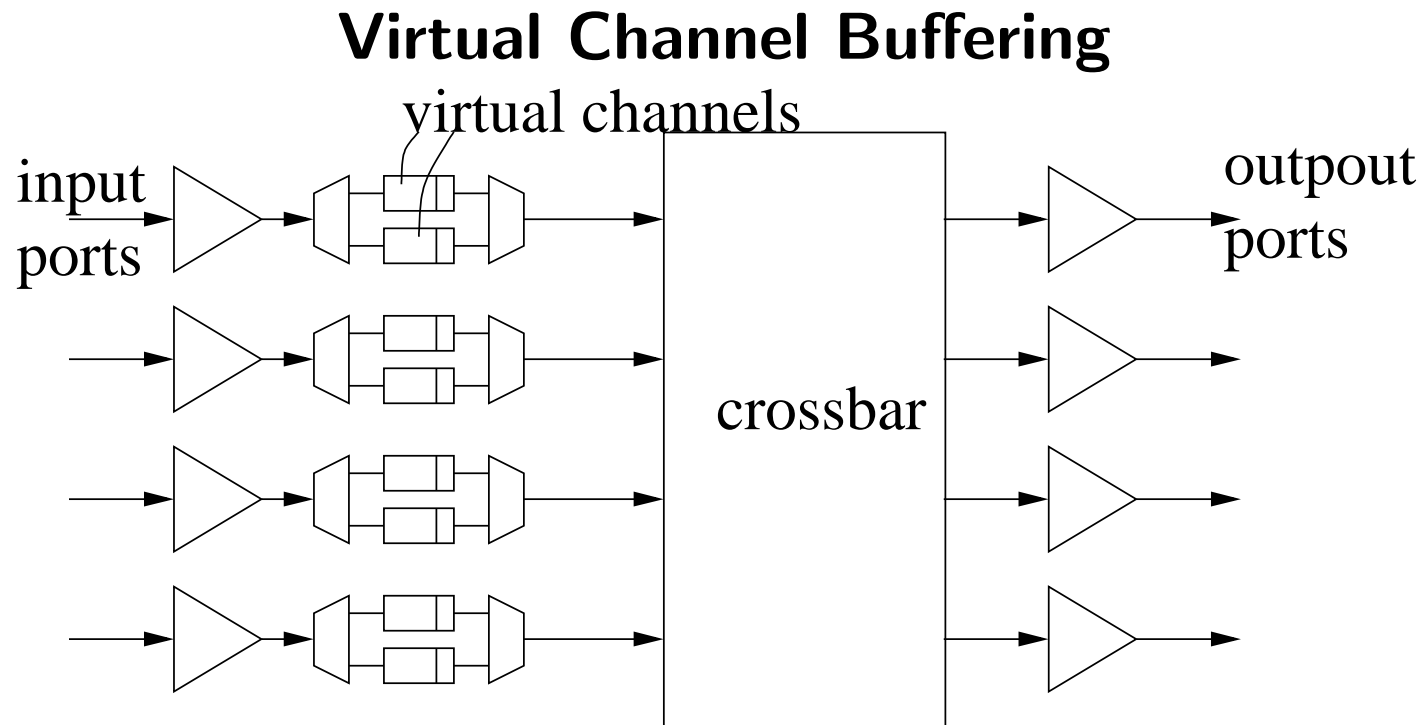 Virtual Channel Buffering
virtual channels
input
ports
outpout
ports
crossbar